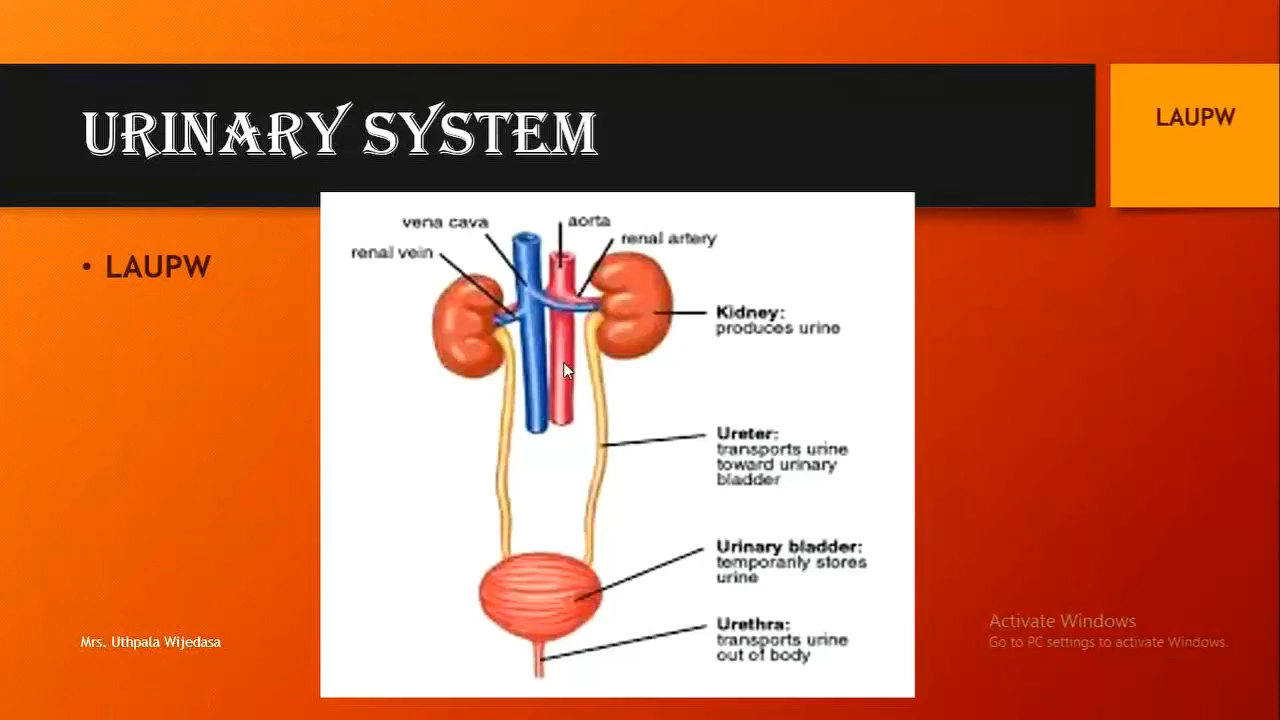 URINARY SYSTEM
LAUPW
• LAUPW
vena cava
aorta
renal vein
renal artery
Kidney:
produces urine
Ureter:
transports urine
toward urinary
bladder
Urinary bladder:
temporarily stores
urine
Urethra:
transports urine
out of body
Mrs. Uthpala Wijedasa
Activate Windows
Go to PC settings to activate Windows.